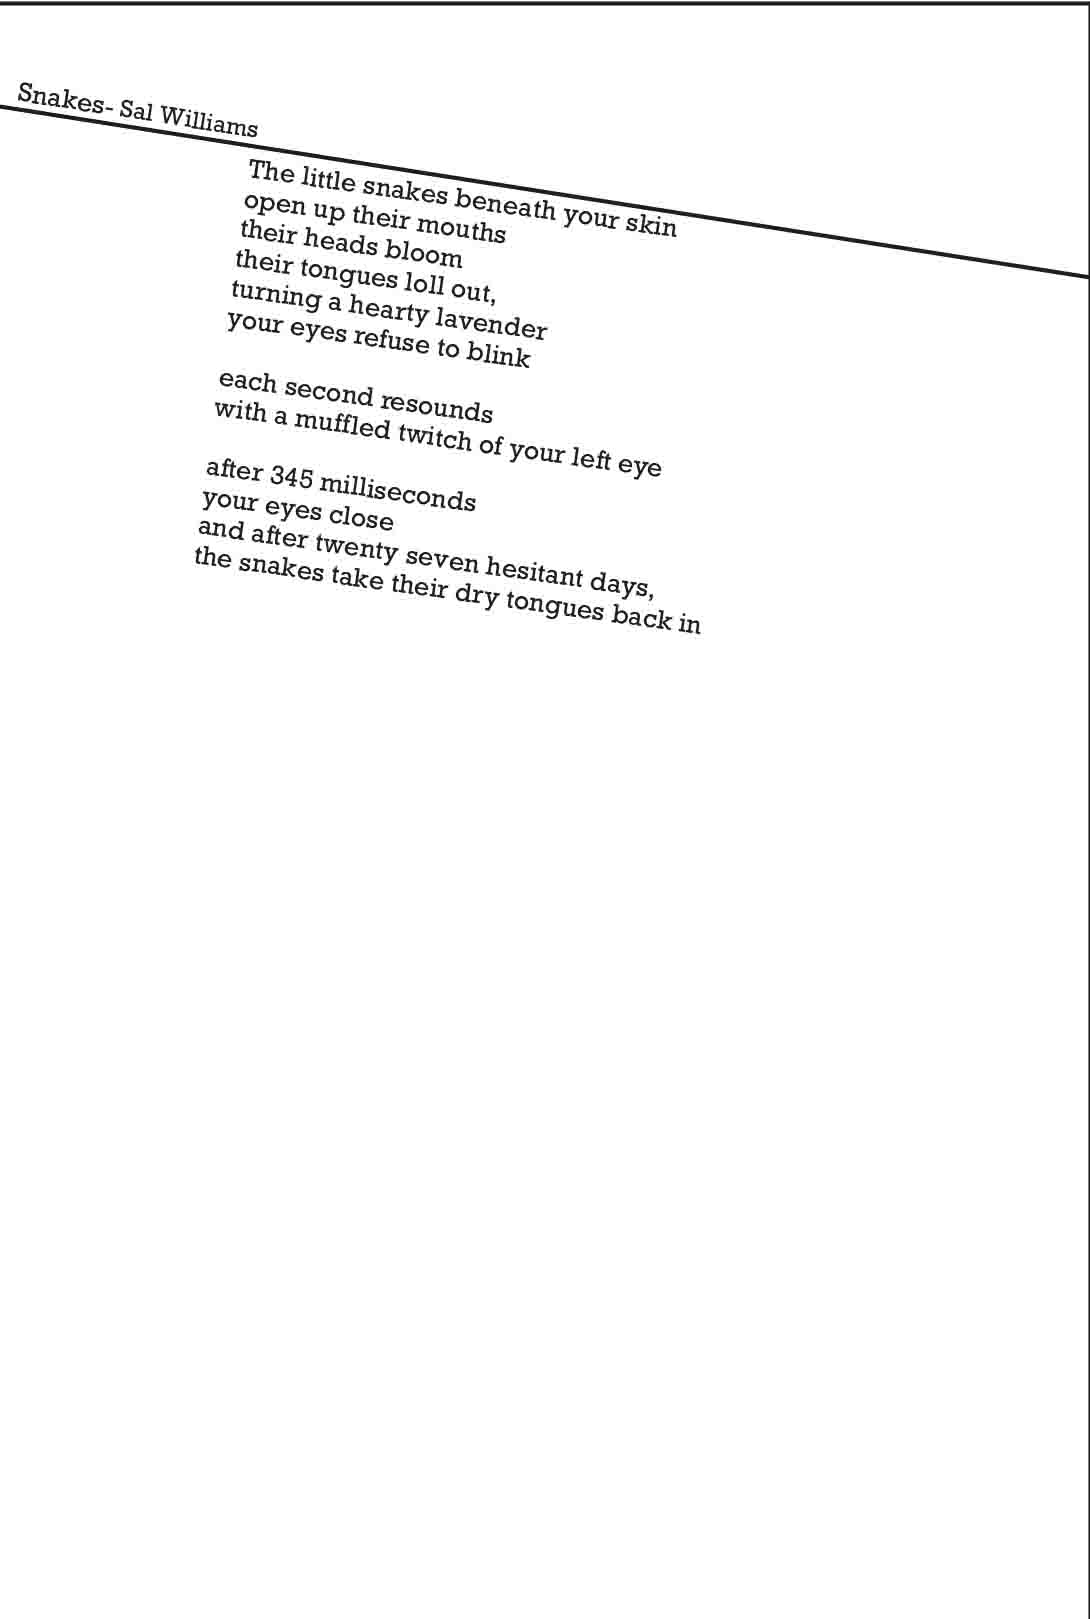 Snakes- Sal Williams
The little snakes beneath your skin
open up their mouths
their heads bloom
their tongues loll out,
turning a hearty lavender
your eyes refuse to blink
each second resounds
with a muffled twitch of your left eye
after 345 milliseconds
your eyes close
and after twenty seven hesitant days,
the snakes take their dry tongues back in